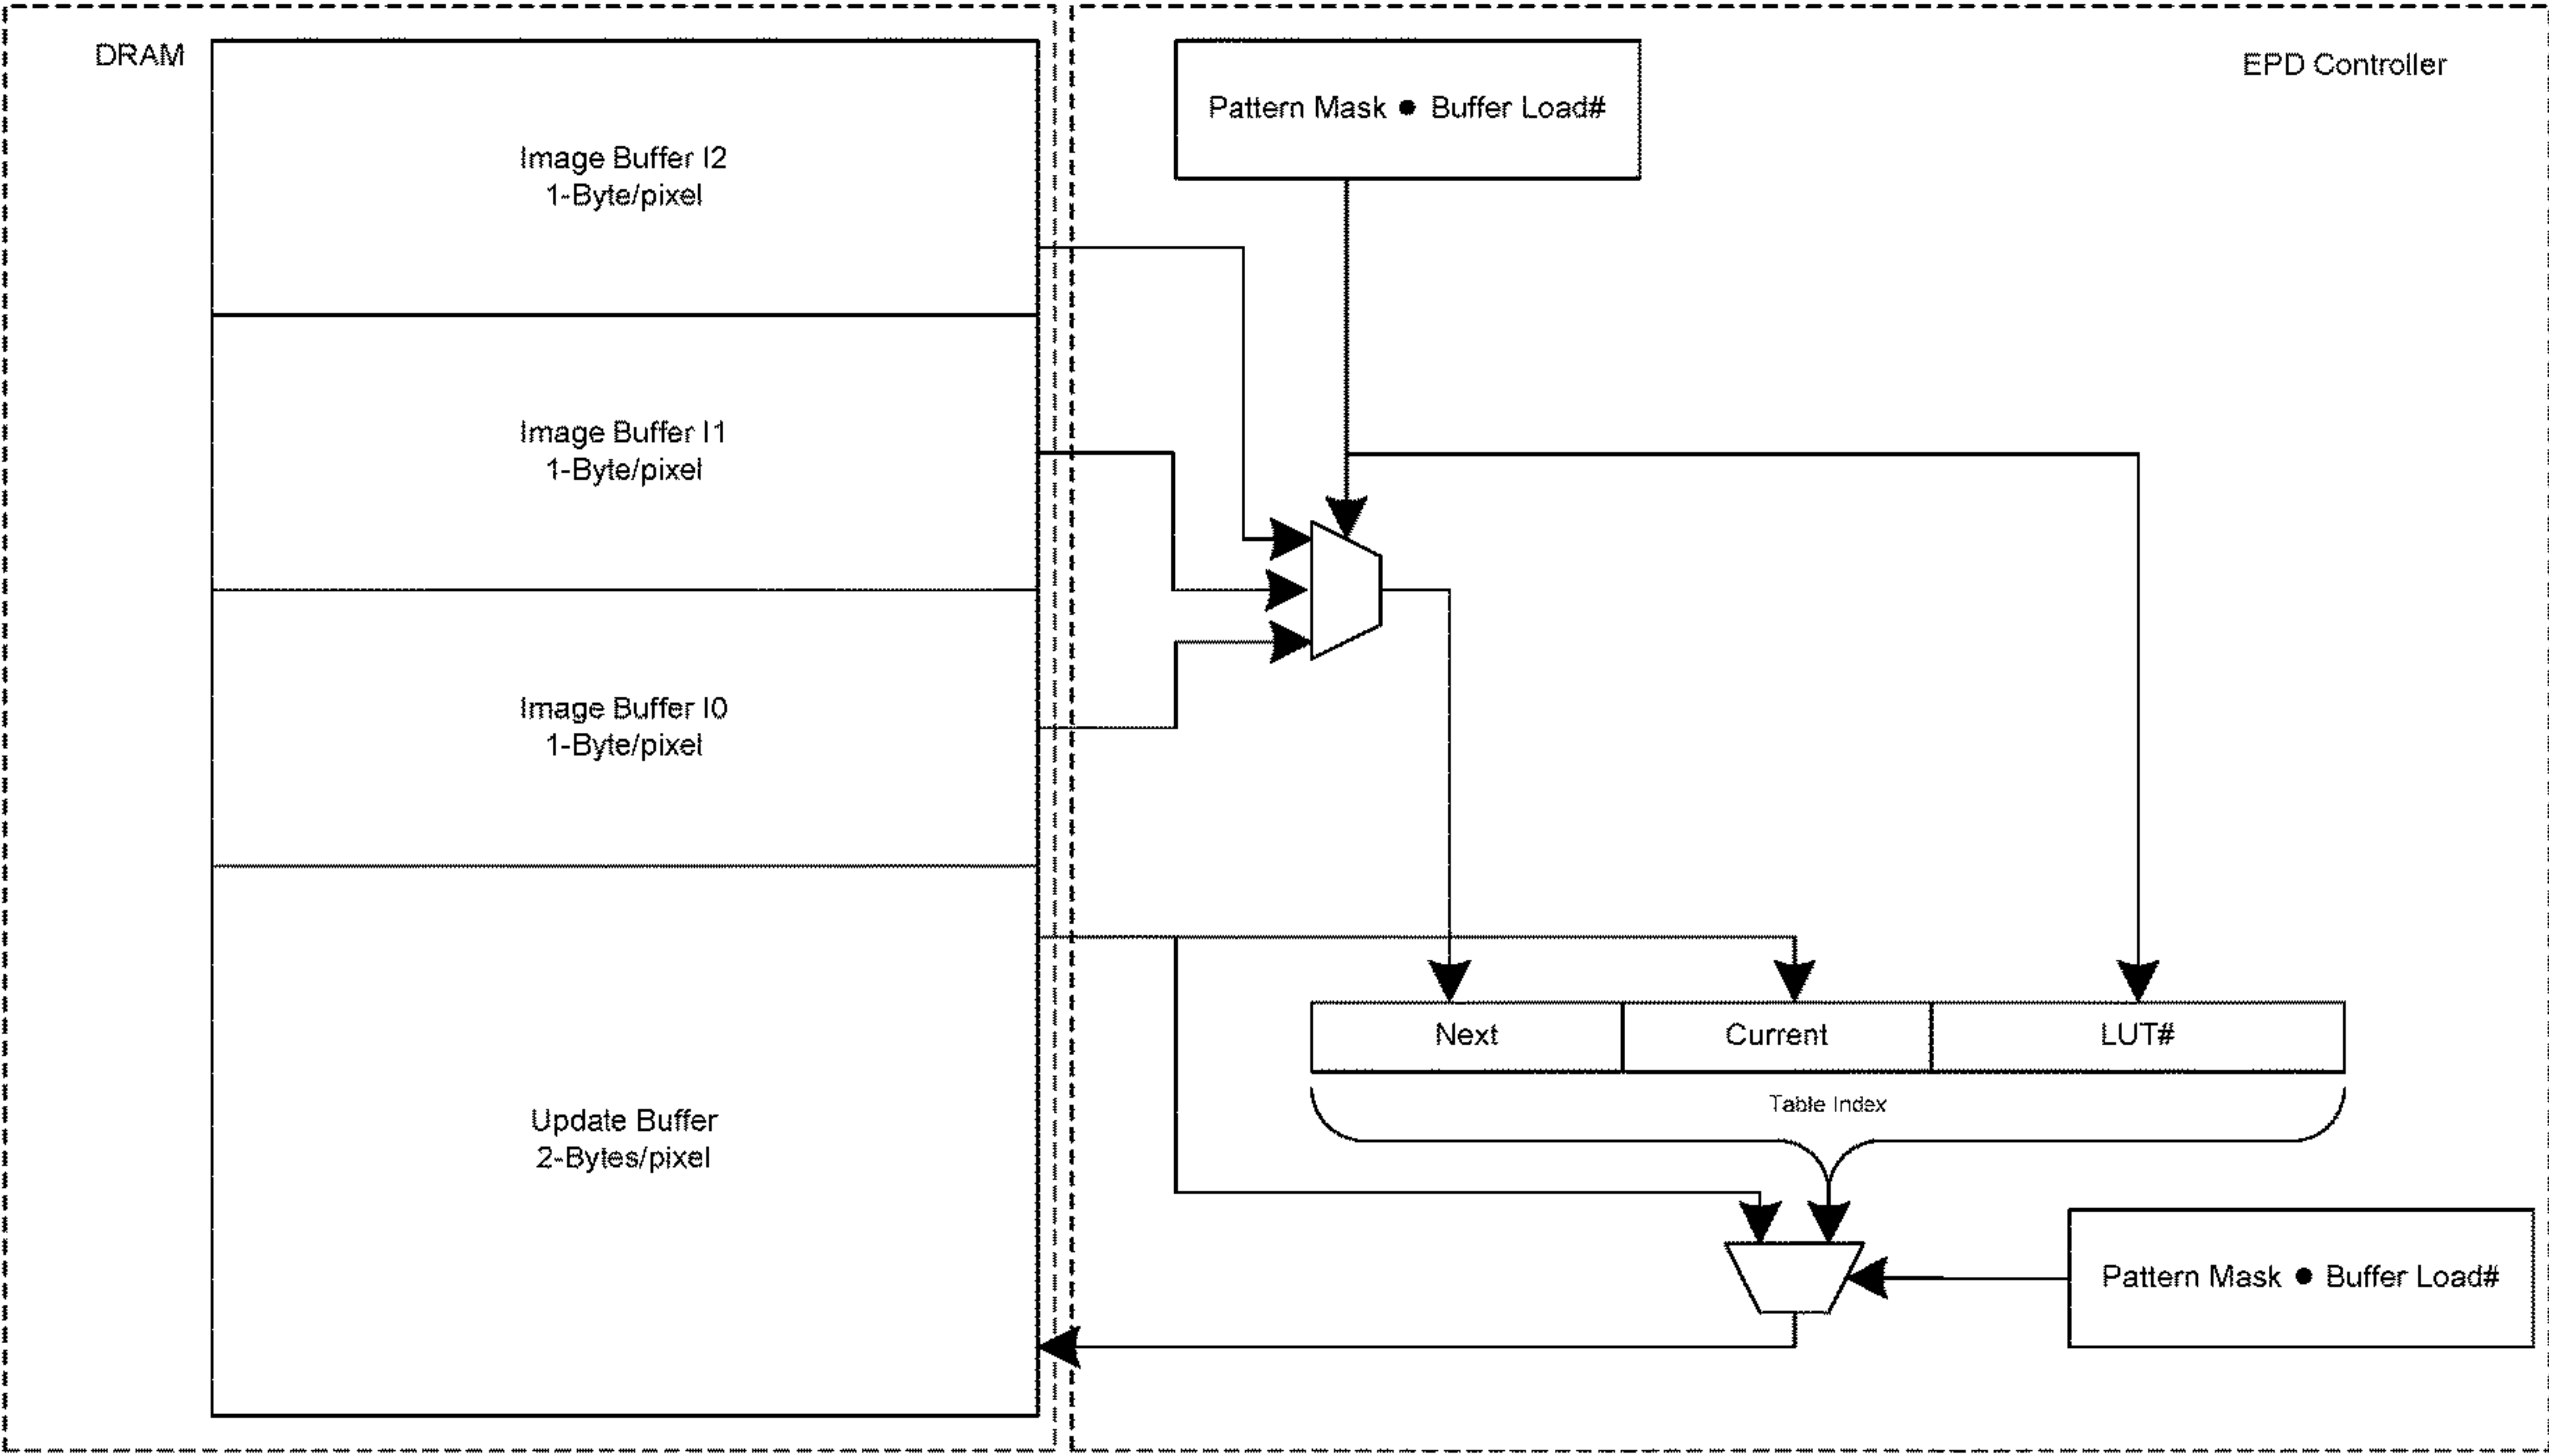 DRAM
EPD Controller
Pattern Mask ● Buffer Load#
Image Buffer I2
1-Byte/pixel
Image Buffer I1
1-Byte/pixel
Image Buffer I0
1-Byte/pixel
Next
Current
LUT#
Table Index
Update Buffer
2-Bytes/pixel
Pattern Mask ● Buffer Load#